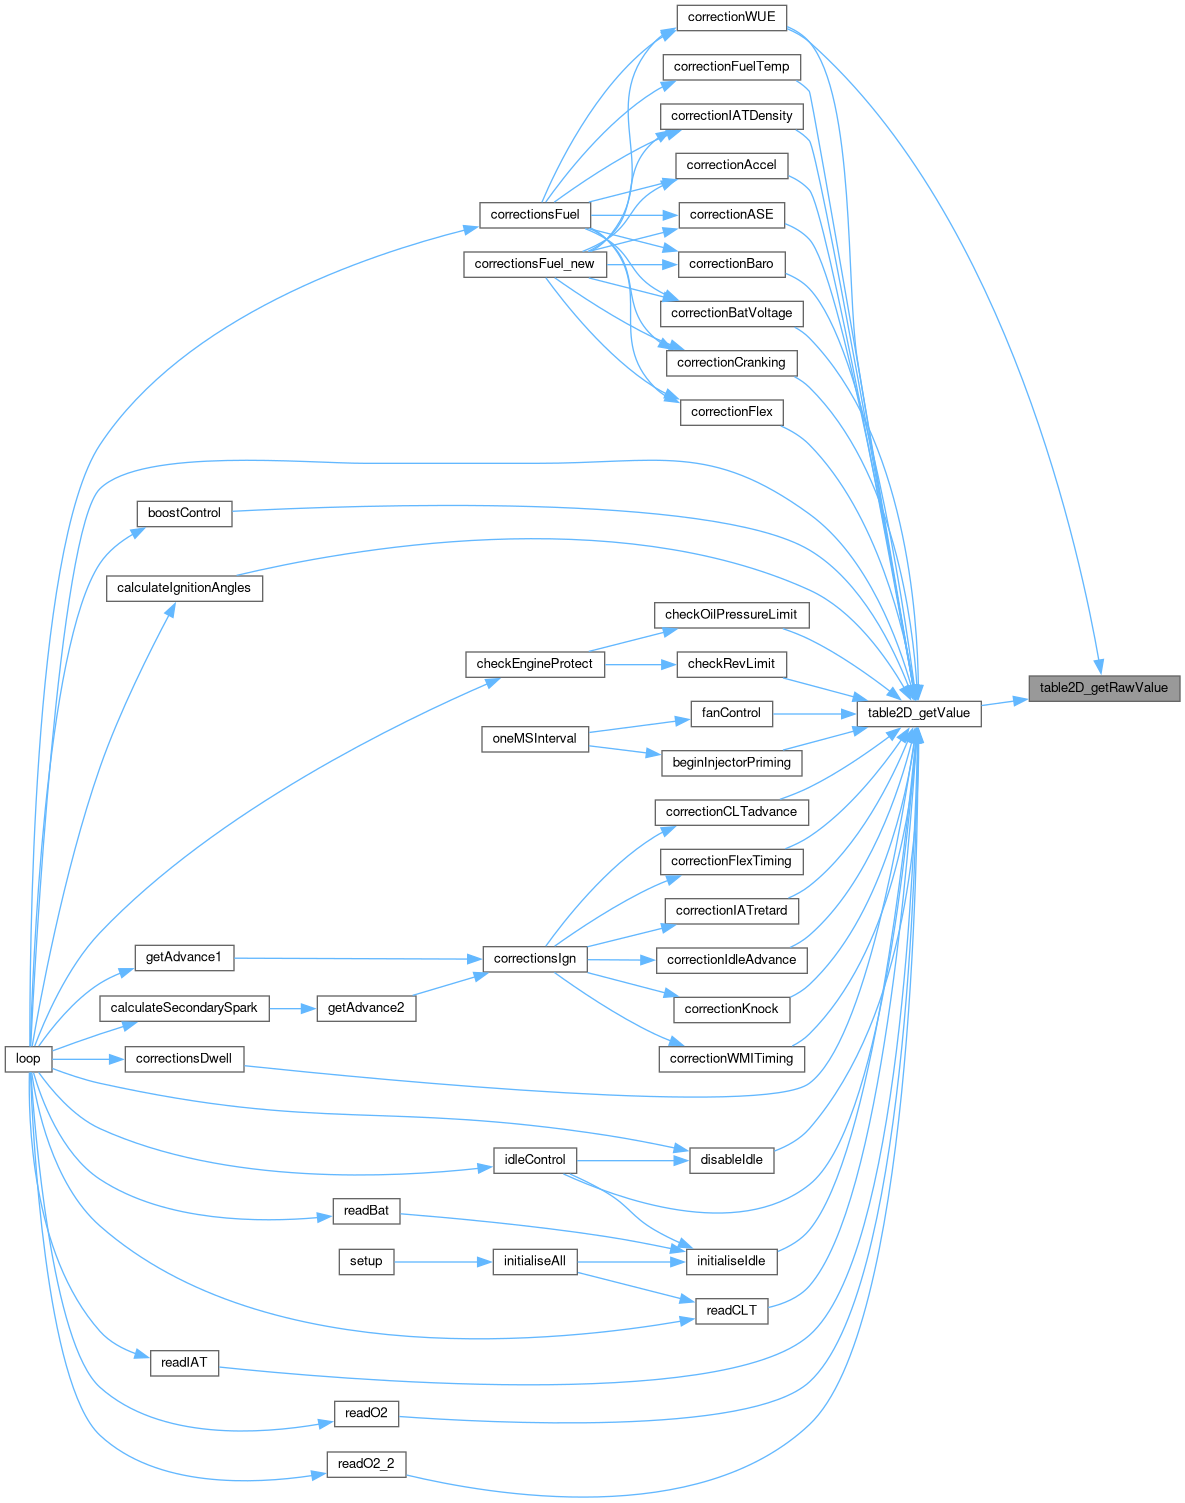 correctionWUE
correctionFuelTemp
correctionIATDensity
correctionAccel
correctionsFuel
correctionASE
correctionsFuel_new
correctionBaro
correctionBatVoltage
correctionCranking
correctionFlex
boostControl
calculateIgnitionAngles
checkOilPressureLimit
checkEngineProtect
checkRevLimit
table2D_getRawValue
fanControl
table2D_getValue
oneMSInterval
beginInjectorPriming
correctionCLTadvance
correctionFlexTiming
correctionIATretard
getAdvance1
correctionsIgn
correctionIdleAdvance
calculateSecondarySpark
getAdvance2
correctionKnock
loop
correctionsDwell
correctionWMITiming
idleControl
disableIdle
readBat
setup
initialiseAll
initialiseIdle
readCLT
readIAT
readO2
readO2_2